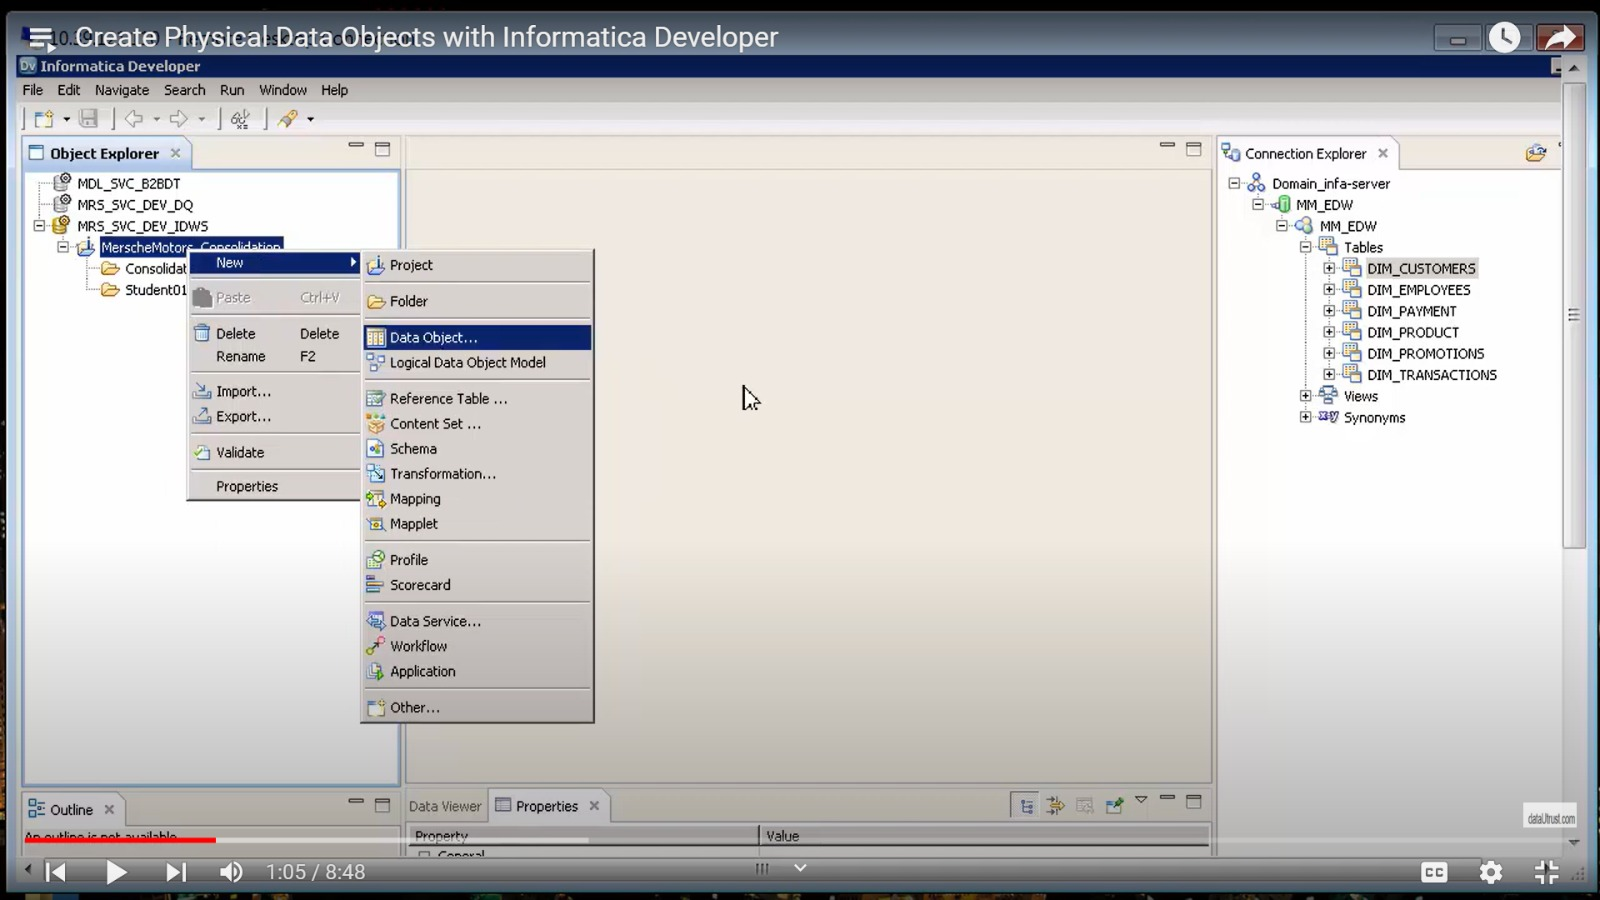 Create Physical Data Objects with Informatica Developer
Informatica Developer
File Edit Navigate Search Run Window Help
Object Explorer
MDL_SVC_B2BDT
MRS_SVC_DEV_DQ
MRS_SVC_DEV_IDWS
MerscheMotors_Consolidation
Consolidat
Student01
New
Paste Ctrl+V
Delete Delete
Rename F2
Import...
Export...
Validate
Properties
Project
Folder
Data Object...
Logical Data Object Model
Reference Table ...
Content Set ...
Schema
Transformation...
Mapping
Mapplet
Profile
Scorecard
Data Service...
Workflow
Application
Other...
Connection Explorer
Domain_infa-server
MM_EDW
MM_EDW
Tables
DIM_CUSTOMERS
DIM_EMPLOYEES
DIM_PAYMENT
DIM_PRODUCT
DIM_PROMOTIONS
DIM_TRANSACTIONS
Views
Synonyms
Outline
An outline is not available.
Data Viewer Properties
Property Value
General
dataUtrust.com
1:05 / 8:48
CC